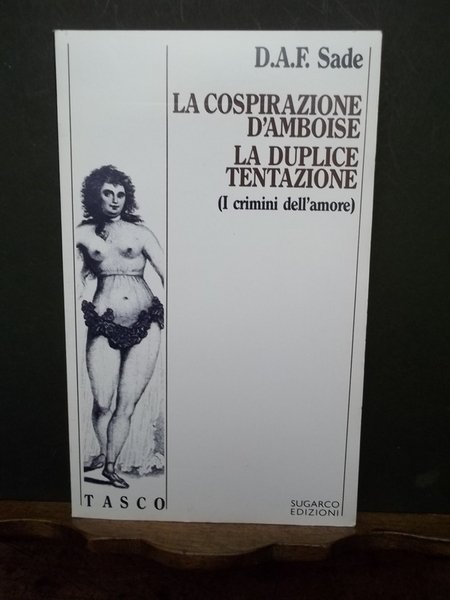 D.A.F. Sade
LA COSPIRAZIONE
D'AMBOISE
LA DUPLICE
TENTAZIONE
(I crimini dell'amore)
TASCO
SUGARCO
EDIZIONI